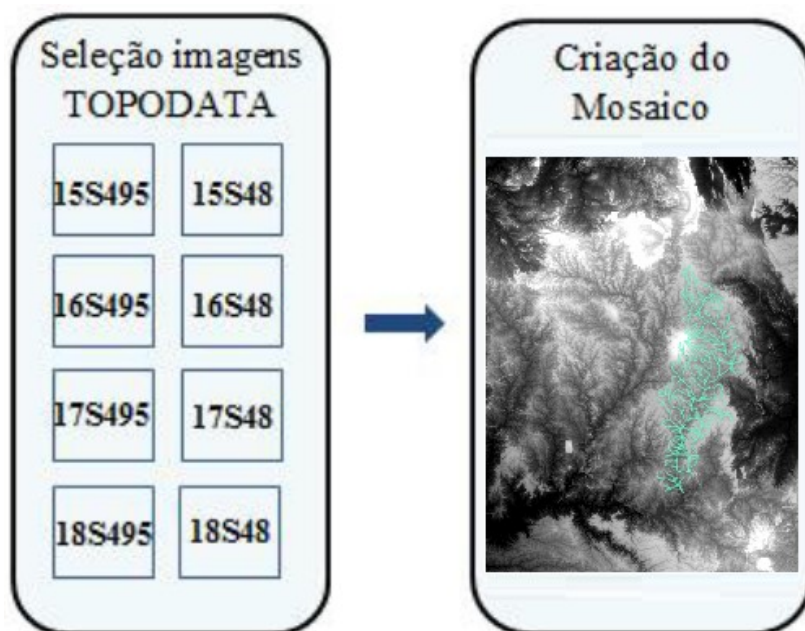 Seleção imagens
TOPODATA
15S495
15S48
16S495
16S48
17S495
17S48
18S495
18S48
Criação do
Mosaico